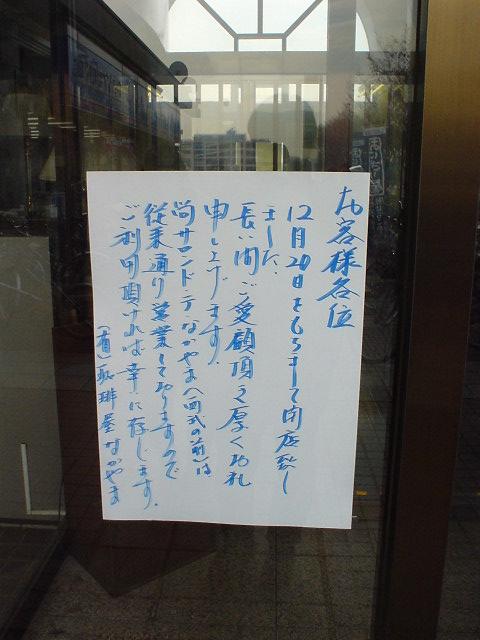 お客様各位
12月20日をもちまして閉店致し
ました。
長い間ご愛顧頂き厚くお礼
申し上げます。
尚サロンドテなかやま(四弐の前)は
従来通り営業しておりますので
ご利用頂ければ幸に存じます。
(有)珈琲屋なかやま